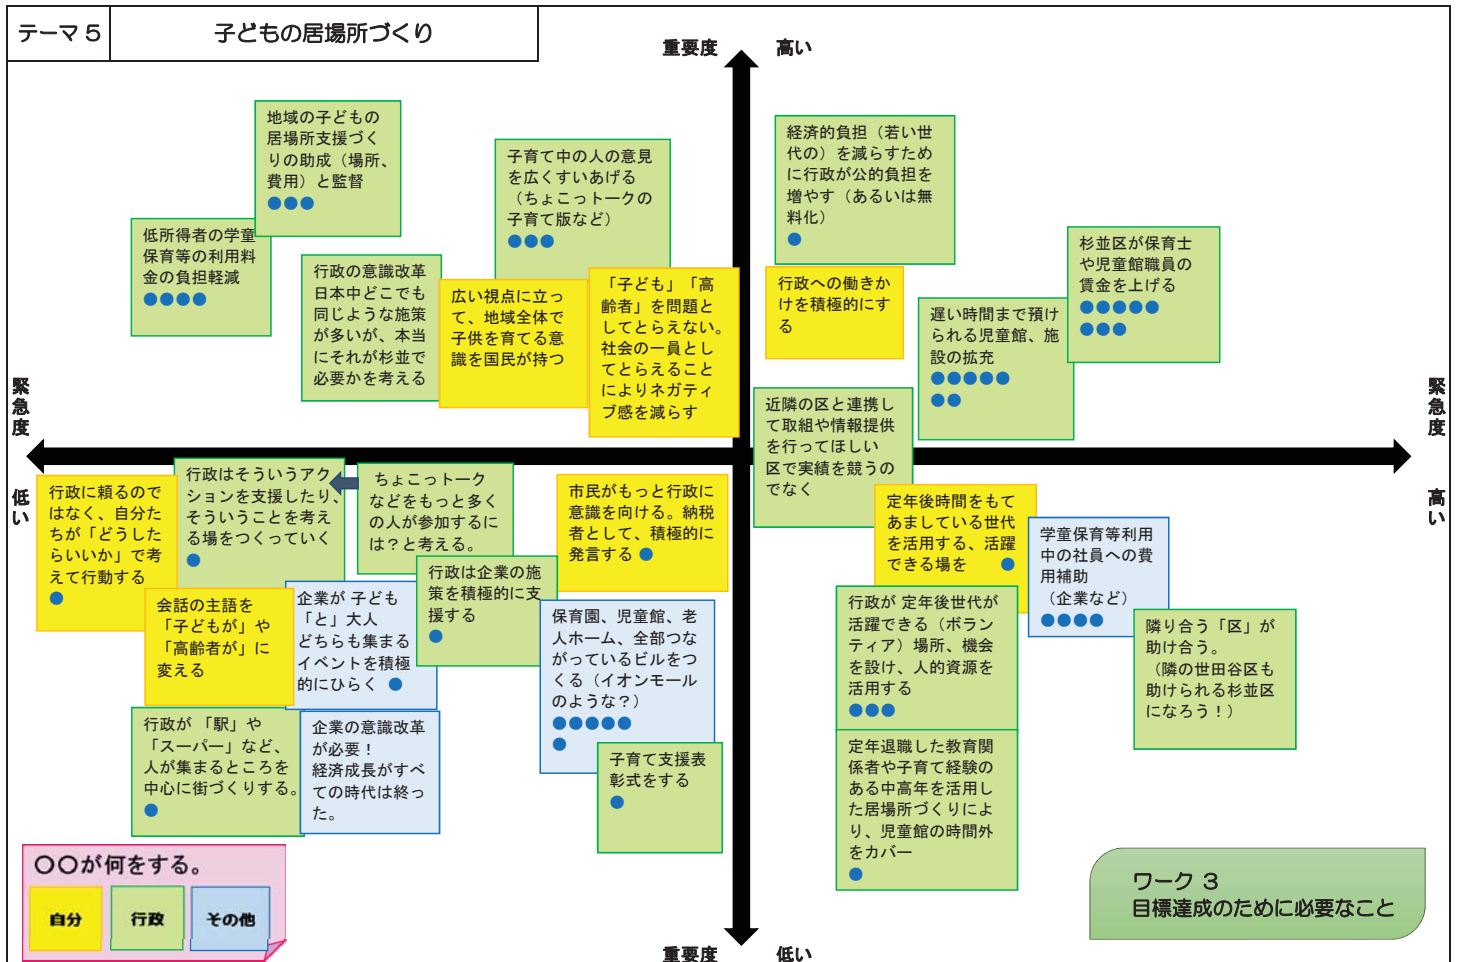 テーマ 5
子どもの居場所づくり
重要度 高い
地域の子どもの
居場所支援づく
りの助成（場所、
費用）と監督
低所得者の学童
保育等の利用料
金の負担軽減
行政の意識改革
日本中どこでも
同じような施策
が多いが、本当
にそれが杉並で
必要かを考える
子育て中の人の意見
を広くすいあげる
（ちょこっトークの
子育て版など）
広い視点に立っ
て、地域全体で
子供を育てる意
識を国民が持つ
「子ども」「高
齢者」を問題と
してとらえない。
社会の一員とし
てとらえること
によりネガティ
ブ感を減らす
経済的負担（若い世
代の）を減らすため
に行政が公的負担を
増やす（あるいは無
料化）
行政への働きか
けを積極的にす
る
杉並区が保育士
や児童館職員の
賃金を上げる
遅い時間まで預け
られる児童館、施
設の拡充
近隣の区と連携し
て取組や情報提供
を行ってほしい
区で実績を競うの
でなく
緊急度
低い
緊急度
高い
行政に頼るので
はなく、自分た
ちが「どうした
らいいか」で考
えて行動する
行政はそういうアク
ションを支援したり、
そういうことを考え
る場をつくっていく
ちょこっトーク
などをもっと多く
の人が参加するに
は？と考える。
行政は企業の施
策を積極的に支
援する
市民がもっと行政に
意識を向ける。納税
者として、積極的に
発言する
会話の主語を
「子どもが」や
「高齢者が」に
変える
企業が 子ども
「と」大人
どちらも集まる
イベントを積極
的にひらく
保育園、児童館、老
人ホーム、全部つな
がっているビルをつ
くる（イオンモール
のような？）
行政が 「駅」や
「スーパー」など、
人が集まるところを
中心に街づくりする。
企業の意識改革
が必要！
経済成長がすべ
ての時代は終っ
た。
子育て支援表
彰式をする
定年後時間をもて
あましている世代
を活用する、活躍
できる場を
学童保育等利用
中の社員への費
用補助
（企業など）
行政が 定年後世代が
活躍できる（ボラン
ティア）場所、機会
を設け、人的資源を
活用する
隣り合う「区」が
助け合う。
（隣の世田谷区も
助けられる杉並区
になろう！）
定年退職した教育関
係者や子育て経験の
ある中高年を活用し
た居場所づくりによ
り、児童館の時間外
をカバー
〇〇が何をする。
自分
行政
その他
ワーク 3
目標達成のために必要なこと
重要度 低い